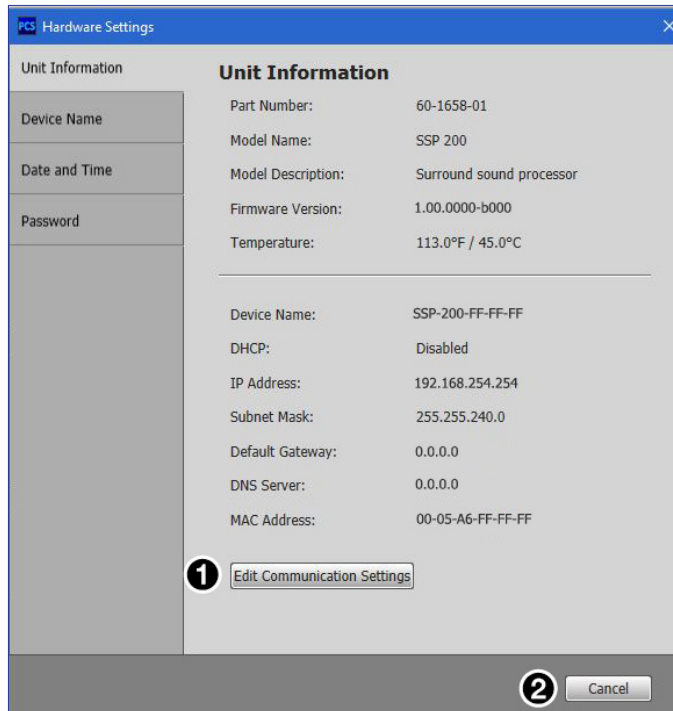 PCS Hardware Settings
Unit Information
Device Name
Date and Time
Password
Unit Information
Part Number: 60-1658-01
Model Name: SSP 200
Model Description: Surround sound processor
Firmware Version: 1.00.0000-b000
Temperature: 113.0°F / 45.0°C
Device Name: SSP-200-FF-FF-FF
DHCP: Disabled
IP Address: 192.168.254.254
Subnet Mask: 255.255.240.0
Default Gateway: 0.0.0.0
DNS Server: 0.0.0.0
MAC Address: 00-05-A6-FF-FF-FF
1 Edit Communication Settings
2 Cancel